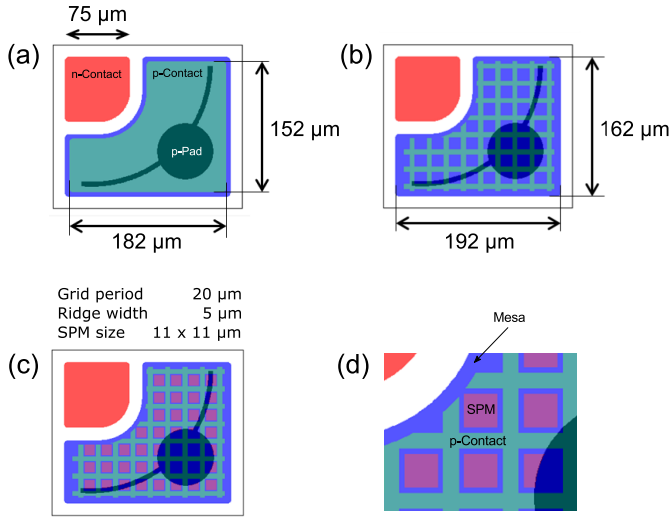 75 µm
(a)
n-Contact
p-Contact
p-Pad
152 µm
182 µm
(b)
162 µm
192 µm
Grid period 20 µm
Ridge width 5 µm
SPM size 11 x 11 µm
(c)
(d)
Mesa
SPM
p-Contact